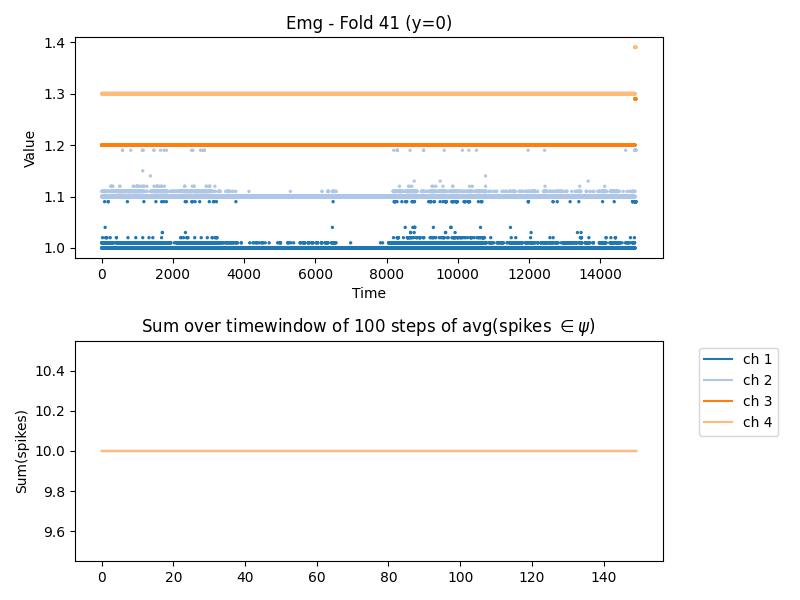 Emg - Fold 41 (y=0)
Value
1.4
1.3
1.2
1.1
1.0
0 2000 4000 6000 8000 10000 12000 14000
Time
Sum over timewindow of 100 steps of avg(spikes ∈ ψ)
Sum(spikes)
10.4
10.2
10.0
9.8
9.6
0 20 40 60 80 100 120 140
ch 1
ch 2
ch 3
ch 4